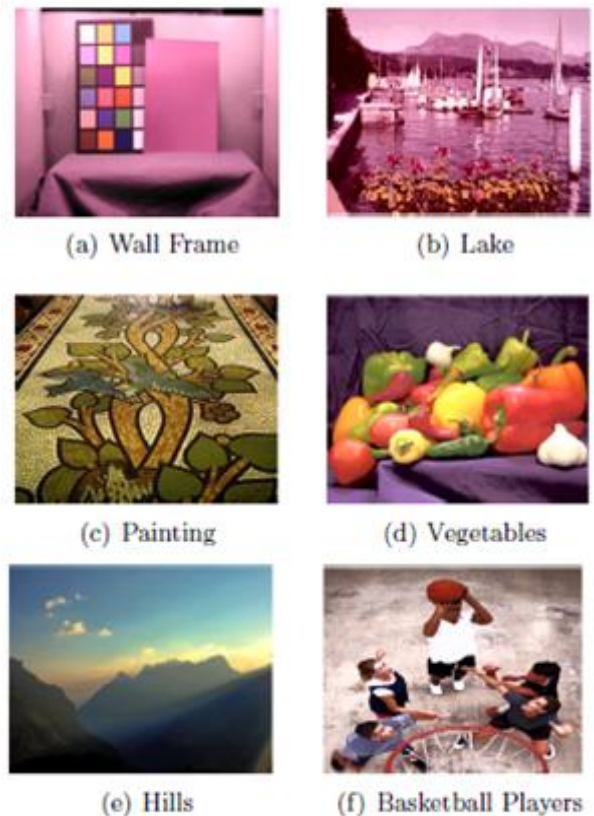 (a) Wall Frame
(b) Lake
(c) Painting
(d) Vegetables
(e) Hills
(f) Basketball Players